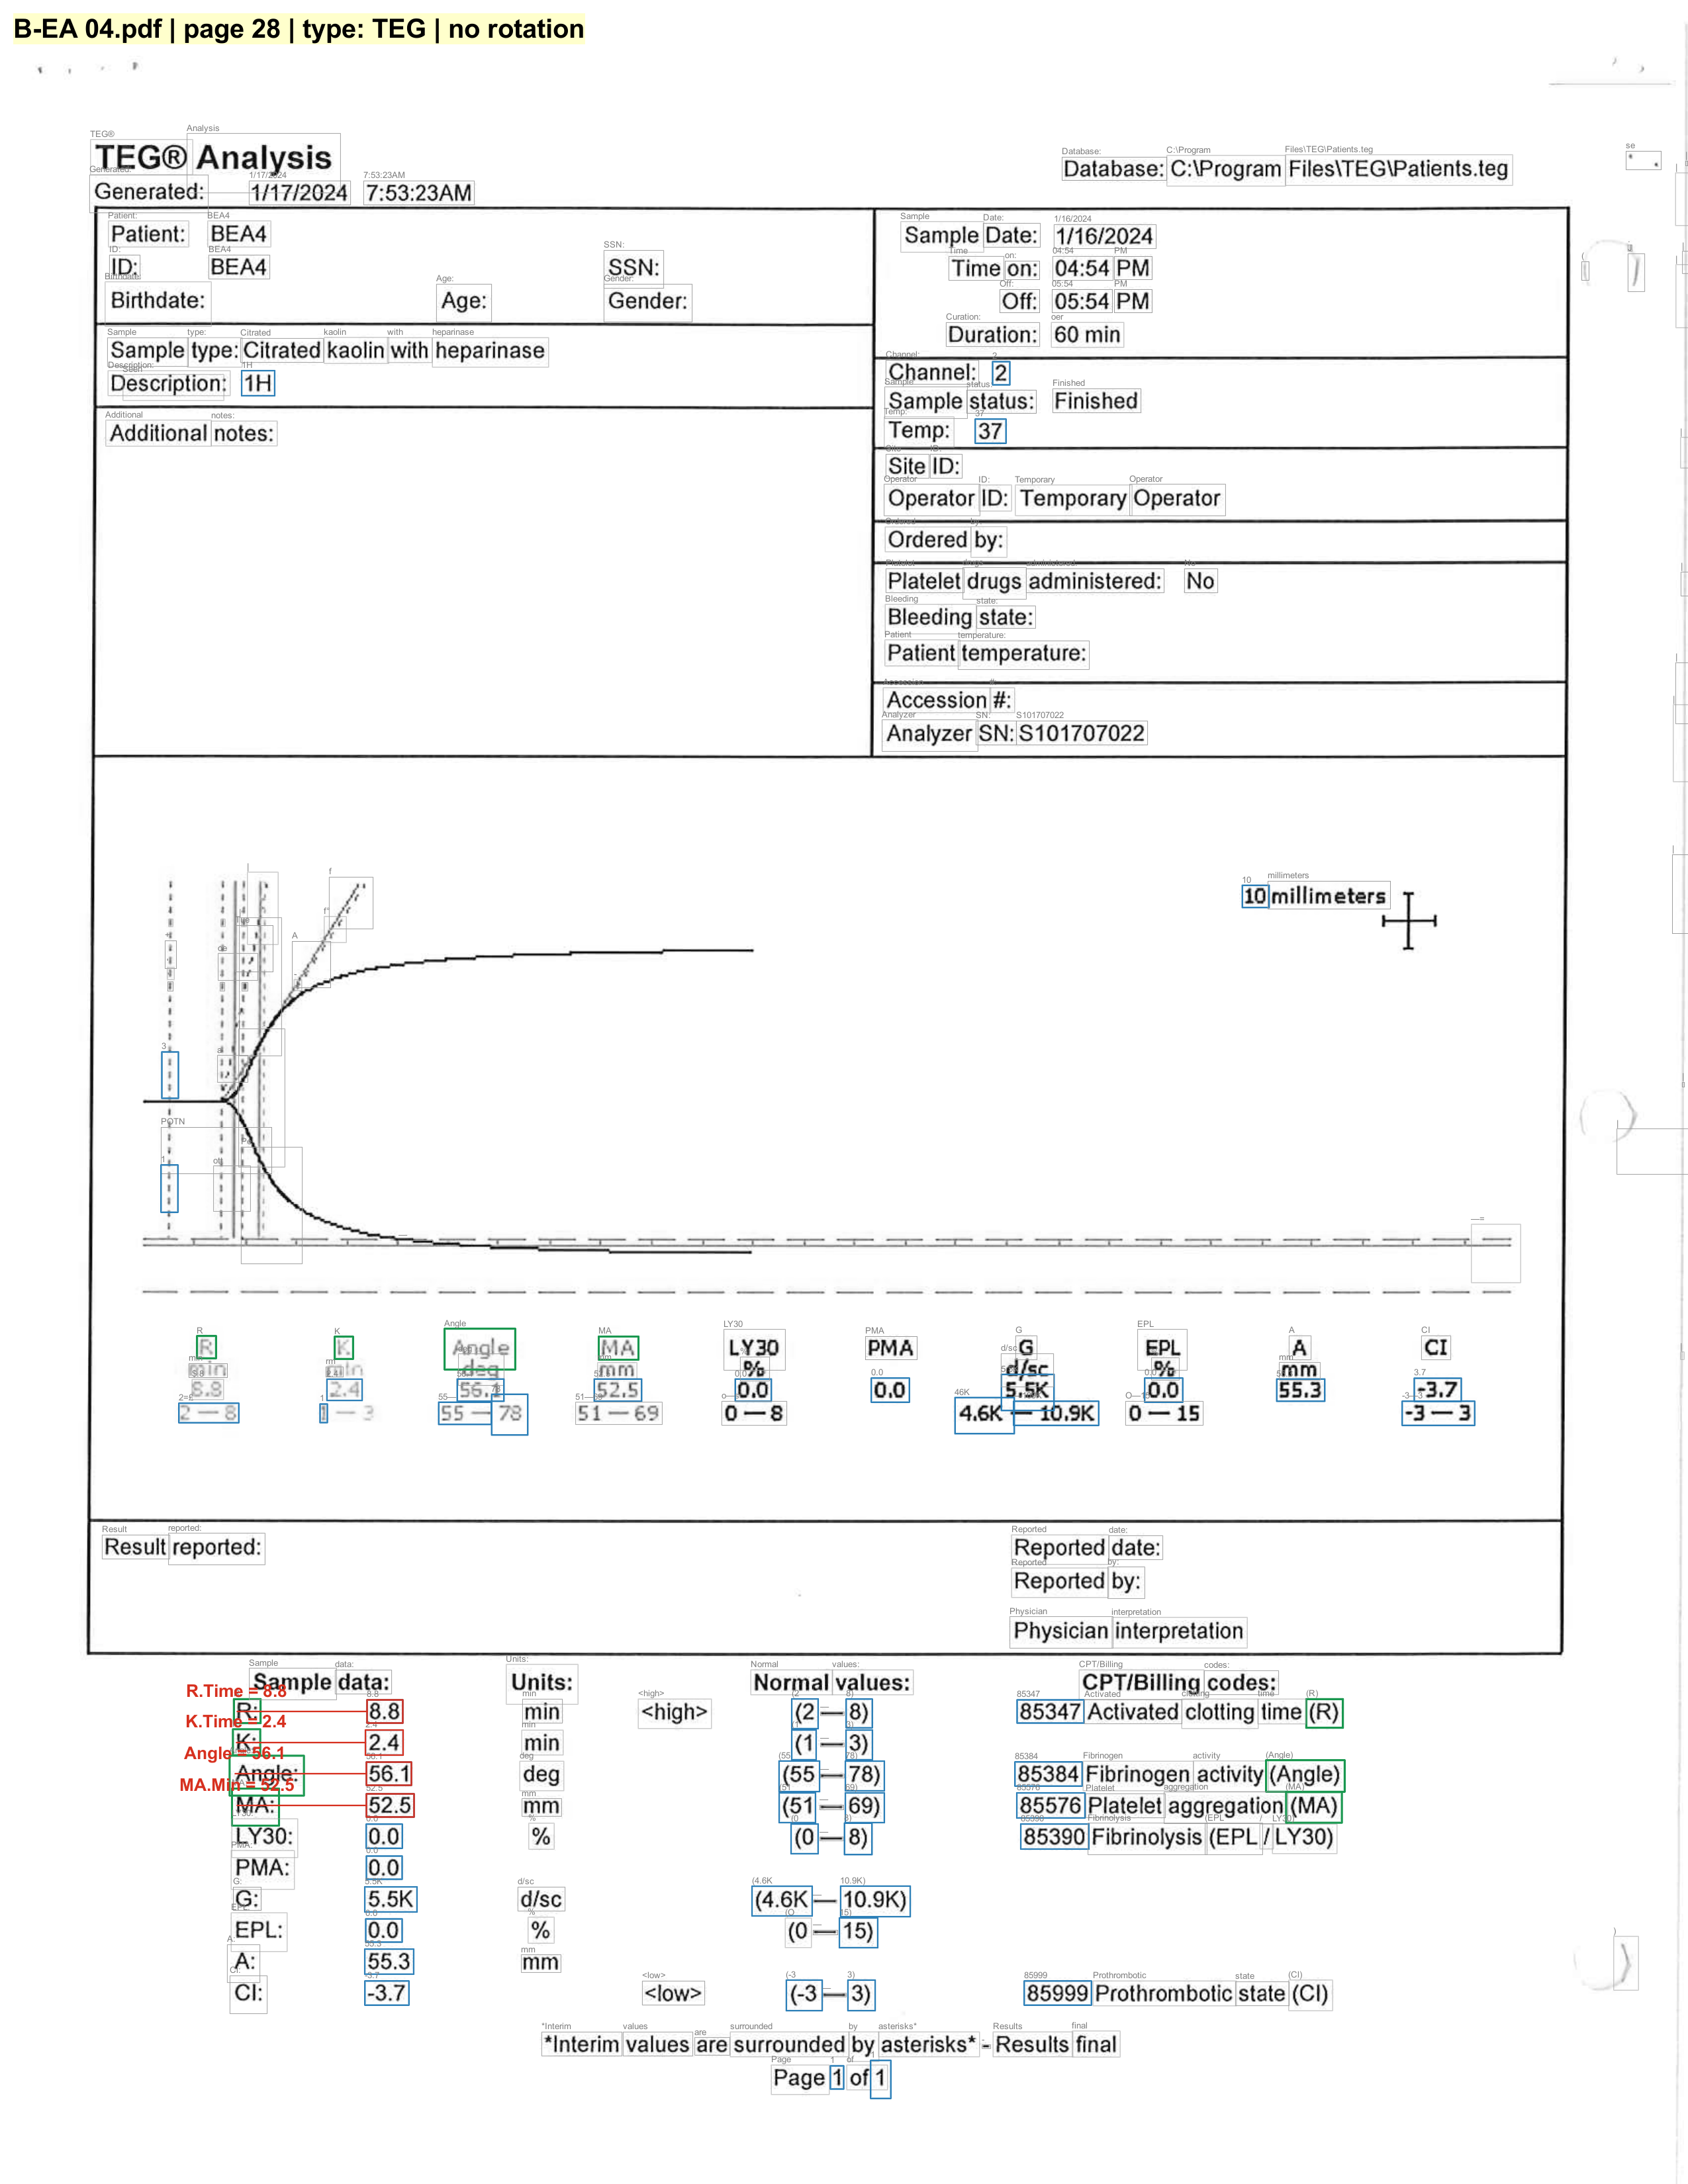 B-EA 04.pdf | page 28 | type: TEG | no rotation
TEG® Analysis
Generated: 1/17/2024 7:53:23AM
Database: C:\Program Files\TEG\Patients.teg
Patient: BEA4
ID: BEA4
SSN:
Birthdate: Age: Gender:
Sample type: Citrated kaolin with heparinase
Description: 1H
Additional notes:
Sample Date: 1/16/2024
Time on: 04:54 PM
Off: 05:54 PM
Duration: 60 min
Channel: 2
Sample status: Finished
Temp: 37
Site ID:
Operator ID: Temporary Operator
Ordered by:
Platelet drugs administered: No
Bleeding state:
Patient temperature:
Accession #:
Analyzer SN: S101707022
10 millimeters
R K Angle MA LY30 PMA G EPL A CI
min min deg mm % d/sc % mm
8.8 2.4 56.1 52.5 0.0 0.0 5.5K 0.0 55.3 -3.7
2 — 8 1 — 3 55 — 78 51 — 69 0 — 8 4.6K — 10.9K 0 — 15 -3 — 3
Result reported:
Reported date:
Reported by:
Physician interpretation
Sample data: Units: Normal values: CPT/Billing codes:
R.Time = 8.8
R: 8.8 min <high> (2 — 8) 85347 Activated clotting time (R)
K.Time = 2.4
K: 2.4 min (1 — 3)
Angle = 56.1
Angle: 56.1 deg (55 — 78) 85384 Fibrinogen activity (Angle)
MA.Min = 52.5
MA: 52.5 mm (51 — 69) 85576 Platelet aggregation (MA)
LY30: 0.0 % (0 — 8) 85390 Fibrinolysis (EPL / LY30)
PMA: 0.0
G: 5.5K d/sc (4.6K — 10.9K)
EPL: 0.0 % (0 — 15)
A: 55.3 mm
CI: -3.7 <low> (-3 — 3) 85999 Prothrombotic state (CI)
*Interim values are surrounded by asterisks* - Results final
Page 1 of 1